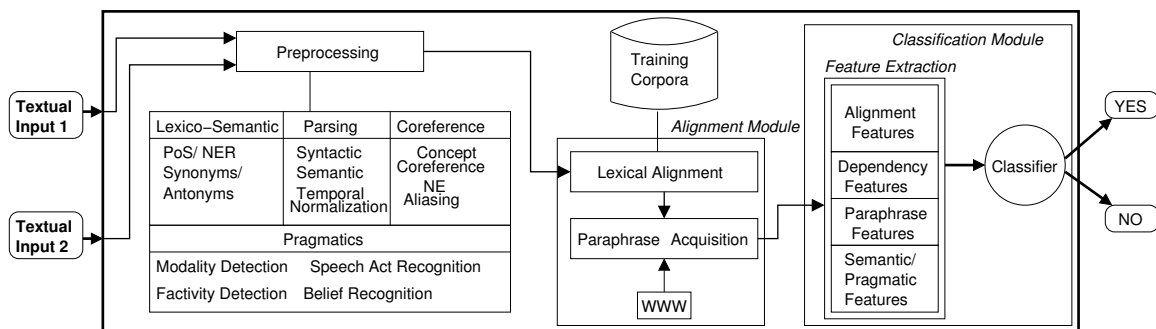 Textual
Input 1
Textual
Input 2
Preprocessing
Lexico−Semantic
PoS/ NER
Synonyms/
Antonyms
Parsing
Syntactic
Semantic
Temporal
Normalization
Coreference
Concept
Coreference
NE
Aliasing
Pragmatics
Modality Detection
Speech Act Recognition
Factivity Detection
Belief Recognition
Training
Corpora
Alignment Module
Lexical Alignment
Paraphrase Acquisition
WWW
Classification Module
Feature Extraction
Alignment
Features
Dependency
Features
Paraphrase
Features
Semantic/
Pragmatic
Features
Classifier
YES
NO